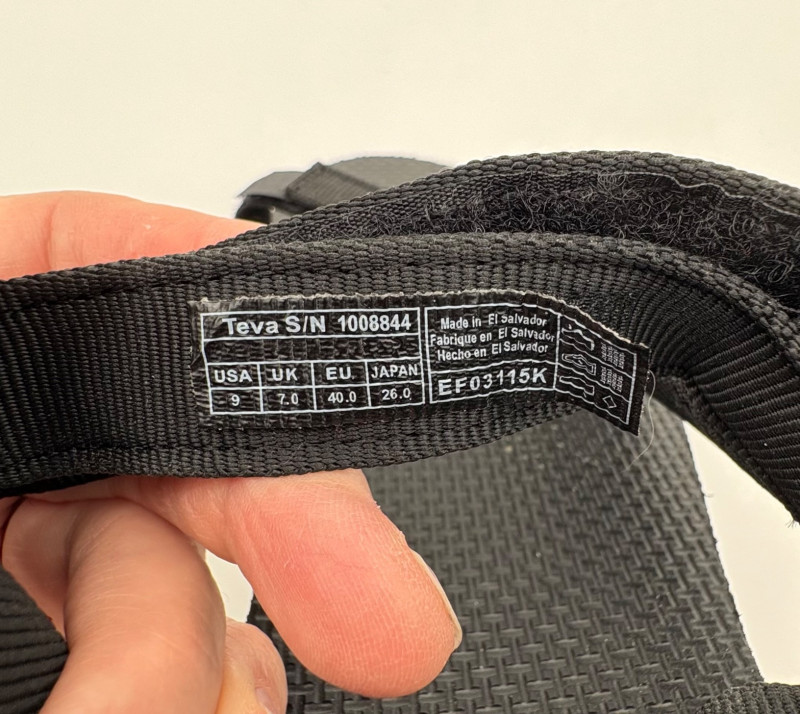 Teva S/N 1008844
USA UK EU JAPAN
9 7.0 40.0 26.0
Made in El Salvador
Fabrique en El Salvador
Hecho en El Salvador
EF03115K